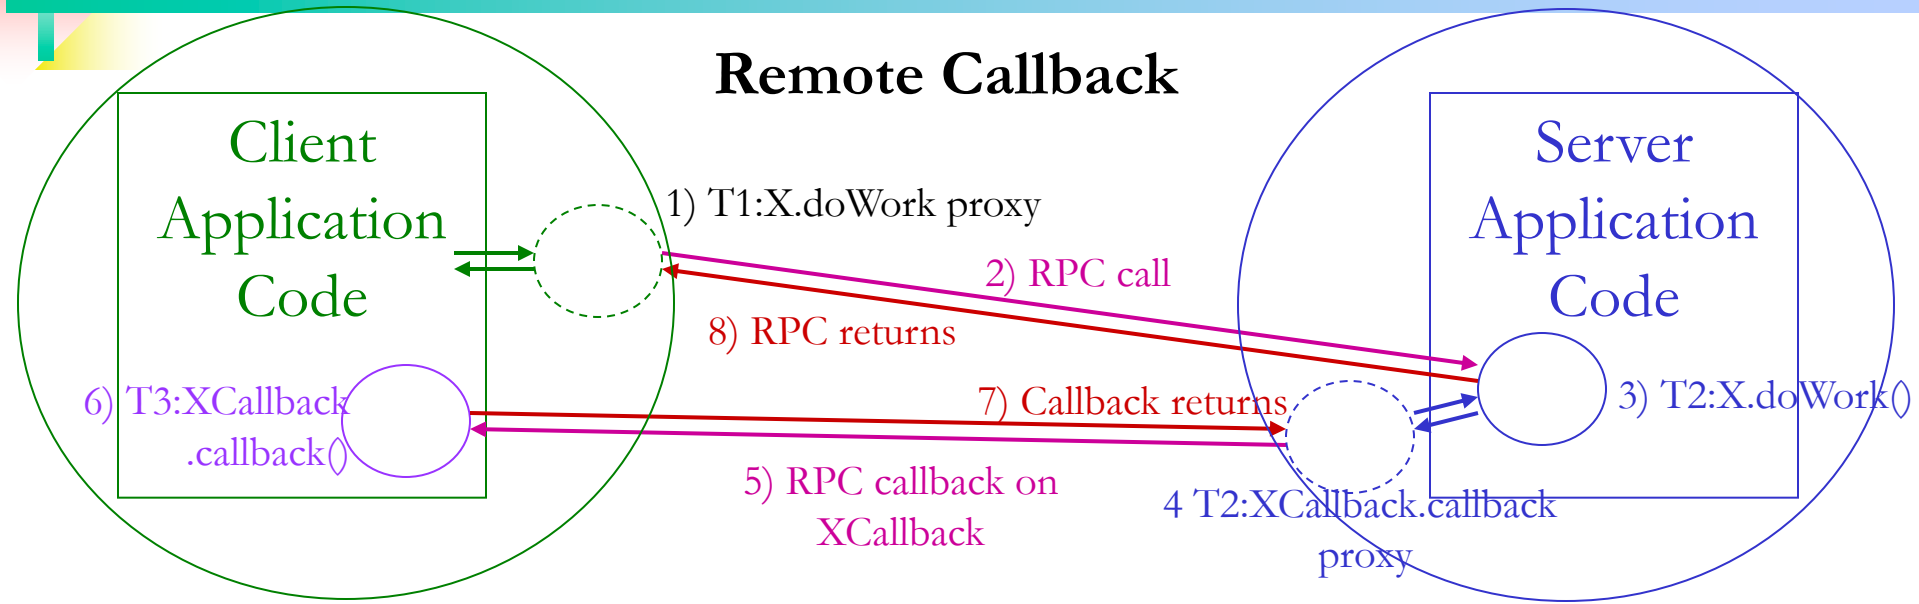 Remote Callback
Client
Application
Code
Server
Application
Code
1) T1:X.doWork proxy
2) RPC call
8) RPC returns
6) T3:XCallback
.callback()
7) Callback returns
3) T2:X.doWork()
5) RPC callback on
XCallback
4 T2:XCallback.callback
proxy